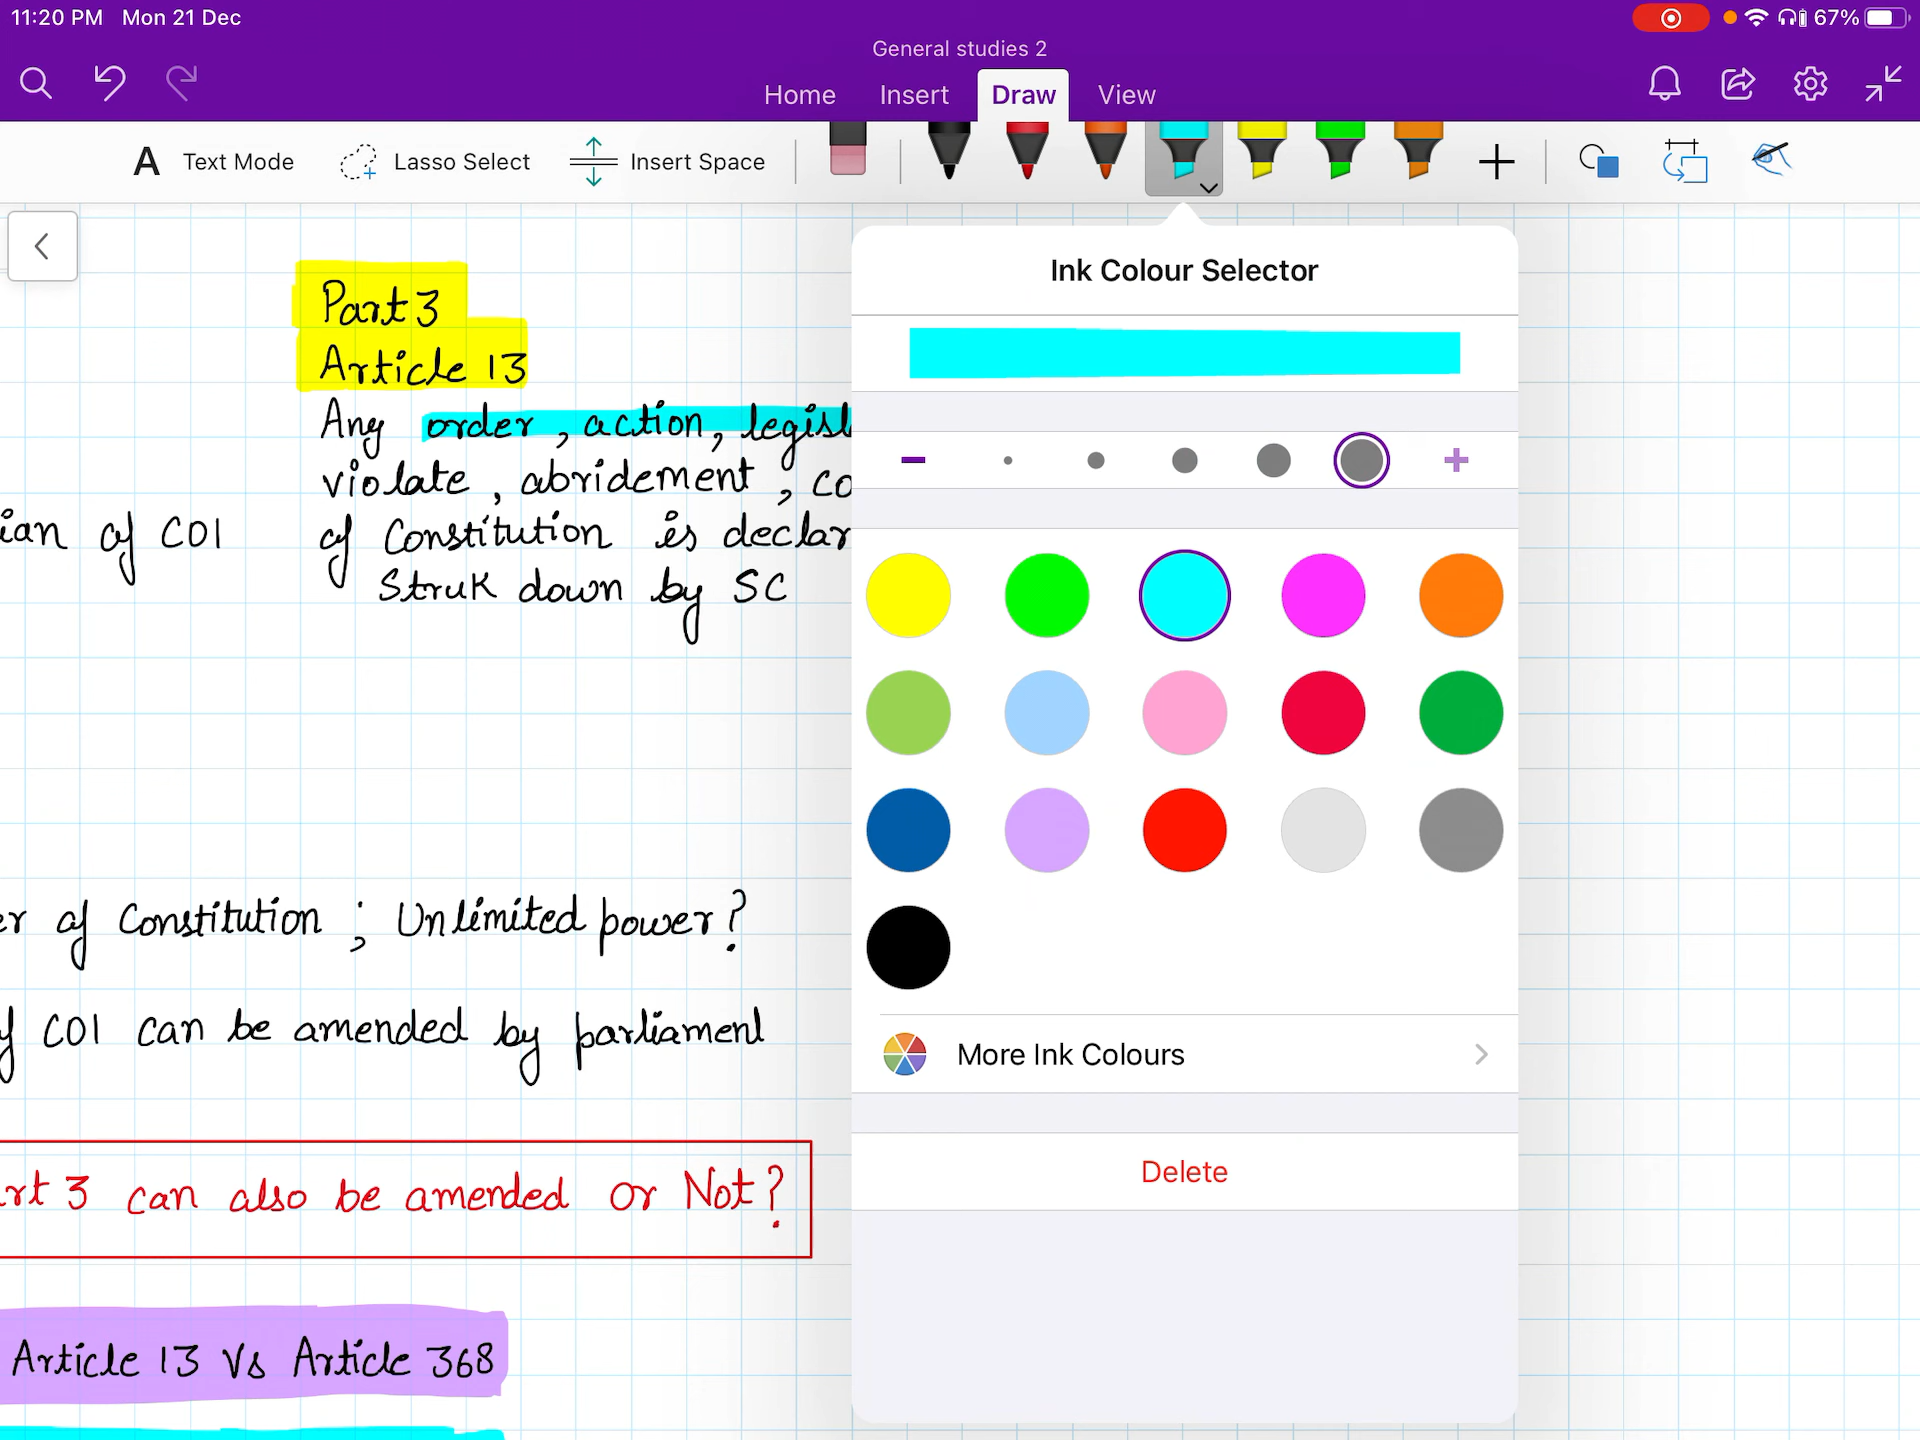 11:20 PM Mon 21 Dec
67%
General studies 2
Home Insert Draw View
A Text Mode Lasso Select Insert Space
Ink Colour Selector
Part 3
Article 13
Any order, action, legisl
violate, abridement, co
ian of COI of Constitution is declar
Struk down by SC
er of Constitution ; Unlimited power?
COI can be amended by parliament
More Ink Colours
Delete
rt 3 can also be amended or Not?
Article 13 Vs Article 368